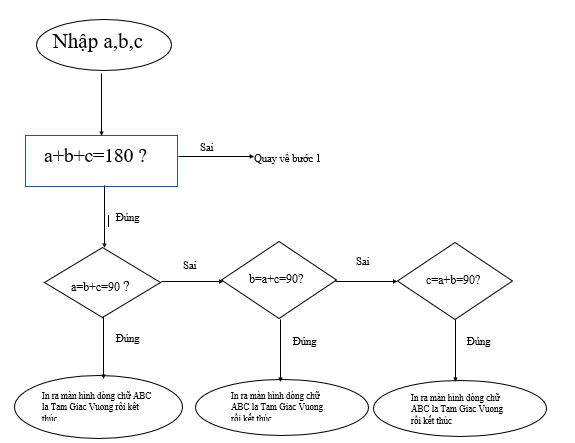 Nhập a,b,c
a+b+c=180 ?
Sai
Quay về bước 1
Đúng
a=b+c=90 ?
Sai
b=a+c=90?
Sai
c=a+b=90?
Đúng
Đúng
Đúng
In ra màn hình dòng chữ ABC
la Tam Giac Vuong rồi kết
thúc
In ra màn hình dòng chữ
ABC la Tam Giac Vuong
rồi kết thúc
In ra màn hình dòng chữ
ABC la Tam Giac Vuong
rồi kết thúc